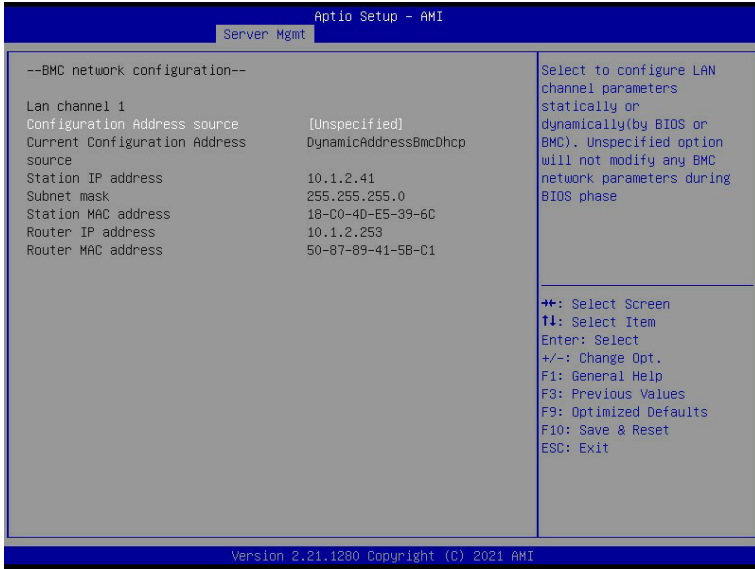 Aptio Setup - AMI
Server Mgmt
--BMC network configuration--
Lan channel 1
Configuration Address source [Unspecified]
Current Configuration Address DynamicAddressBmcDhcp
source
Station IP address 10.1.2.41
Subnet mask 255.255.255.0
Station MAC address 18-C0-4D-E5-39-6C
Router IP address 10.1.2.253
Router MAC address 50-87-89-41-5B-C1
Select to configure LAN
channel parameters
statically or
dynamically(by BIOS or
BMC). Unspecified option
will not modify any BMC
network parameters during
BIOS phase
→←: Select Screen
↑↓: Select Item
Enter: Select
+/-: Change Opt.
F1: General Help
F3: Previous Values
F9: Optimized Defaults
F10: Save & Reset
ESC: Exit
Version 2.21.1280 Copyright (C) 2021 AMI